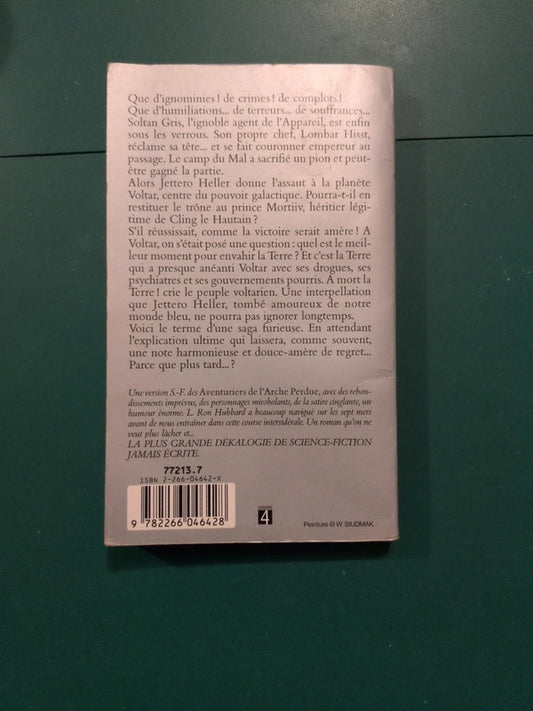 Que d'ignominies ! de crimes ! de complots !
Que d'humiliations... de terreurs... de souffrances...
Soltan Gris, l'ignoble agent de l'Appareil, est enfin
sous les verrous. Son propre chef, Lombar Hisst,
réclame sa tête... et se fait couronner empereur au
passage. Le camp du Mal a sacrifié un pion et peut-
être gagné la partie.
Alors Jettero Heller donne l'assaut à la planète
Voltar, centre du pouvoir galactique. Pourra-t-il en
restituer le trône au prince Mortiiv, héritier légi-
time de Cling le Hautain ?
S'il réussissait, comme la victoire serait amère ! A
Voltar, on s'était posé une question : quel est le meil-
leur moment pour envahir la Terre ? Et c'est la Terre
qui a presque anéanti Voltar avec ses drogues, ses
psychiatres et ses gouvernements pourris. A mort la
Terre ! crie le peuple voltarien. Une interpellation
que Jettero Heller, tombé amoureux de notre
monde bleu, ne pourra pas ignorer longtemps.
Voici le terme d'une saga furieuse. En attendant
l'explication ultime qui laissera, comme souvent,
une note harmonieuse et douce-amère de regret...
Parce que plus tard... ?
Une version S.-F. des Aventuriers de l'Arche Perdue, avec des rebon-
dissements imprévus, des personnages mirobolants, de la satire cinglante, un
humour énorme. L. Ron Hubbard a beaucoup navigué sur les sept mers
avant de nous entraîner dans cette course intersidérale. Un roman qu'on ne
veut plus lâcher et...
LA PLUS GRANDE DÉKALOGIE DE SCIENCE-FICTION
JAMAIS ÉCRITE.
77213.7
ISBN 2-266-04642-X
9 782266 046428
4
Peinture © W. SIUDMAK